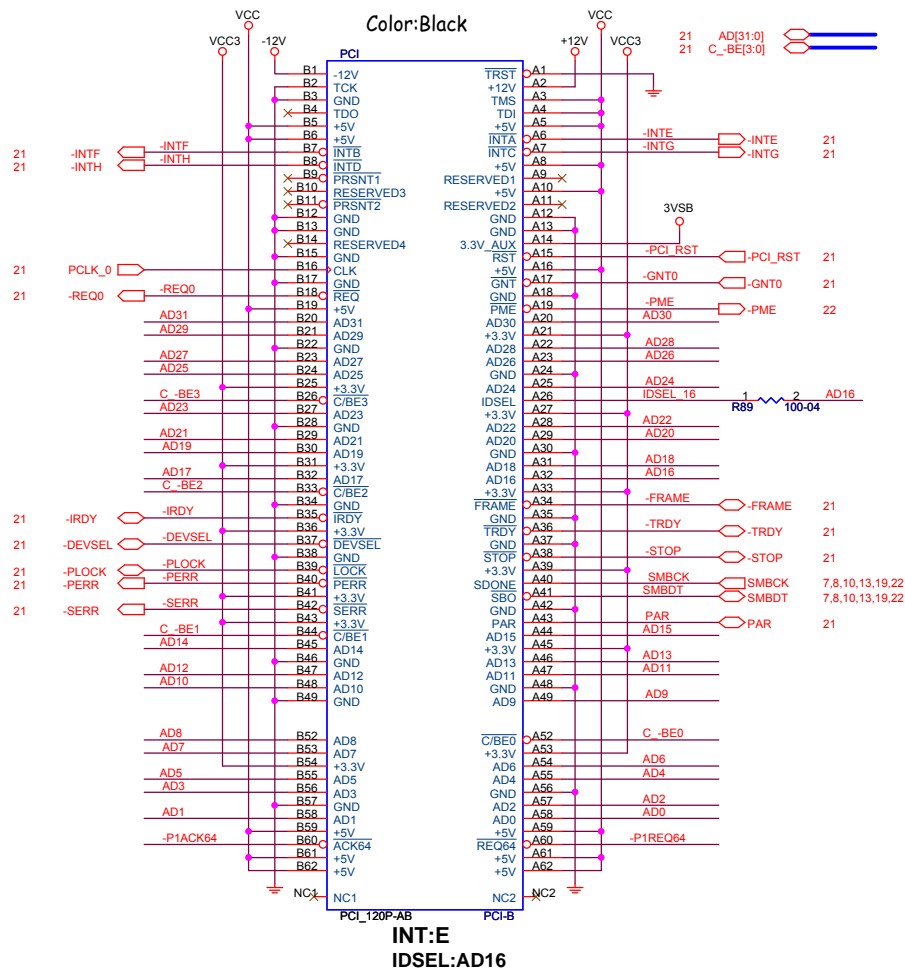 Color:Black
VCC
VCC3
-12V
+12V
VCC
VCC3
21 AD[31:0]
21 C_-BE[3:0]
PCI
B1 -12V TRST A1
B2 TCK +12V A2
B3 GND TMS A3
B4 TDO TDI A4
B5 +5V +5V A5
B6 +5V INTA A6 -INTE -INTE 21
21 -INTF -INTF B7 INTB INTC A7 -INTG -INTG 21
21 -INTH -INTH B8 INTD +5V A8
B9 PRSNT1 RESERVED1 A9
B10 RESERVED3 +5V A10
B11 PRSNT2 RESERVED2 A11
B12 GND GND A12
B13 GND GND A13
3VSB
B14 RESERVED4 3.3V_AUX A14
B15 GND RST A15 -PCI_RST -PCI_RST 21
21 PCLK_0 B16 CLK +5V A16
B17 GND GNT A17 -GNT0 -GNT0 21
21 -REQ0 -REQ0 B18 REQ GND A18
B19 +5V PME A19 -PME -PME 22
AD31 B20 AD31 AD30 A20 AD30
AD29 B21 AD29 +3.3V A21
B22 GND AD28 A22 AD28
AD27 B23 AD27 AD26 A23 AD26
AD25 B24 AD25 GND A24
B25 +3.3V AD24 A25 AD24
C_-BE3 B26 C/BE3 IDSEL A26 IDSEL_16 1 2 AD16
R89 100-04
AD23 B27 AD23 +3.3V A27
B28 GND AD22 A28 AD22
AD21 B29 AD21 AD20 A29 AD20
AD19 B30 AD19 GND A30
B31 +3.3V AD18 A31 AD18
AD17 B32 AD17 AD16 A32 AD16
C_-BE2 B33 C/BE2 +3.3V A33
B34 GND FRAME A34 -FRAME -FRAME 21
21 -IRDY -IRDY B35 IRDY GND A35
B36 +3.3V TRDY A36 -TRDY -TRDY 21
21 -DEVSEL -DEVSEL B37 DEVSEL GND A37
B38 GND STOP A38 -STOP -STOP 21
21 -PLOCK -PLOCK B39 LOCK +3.3V A39
21 -PERR -PERR B40 PERR SDONE A40 SMBCK SMBCK 7,8,10,13,19,22
B41 +3.3V SBO A41 SMBDT SMBDT 7,8,10,13,19,22
21 -SERR -SERR B42 SERR GND A42
B43 +3.3V PAR A43 PAR PAR 21
C_-BE1 B44 C/BE1 AD15 A44 AD15
AD14 B45 AD14 +3.3V A45
B46 GND AD13 A46 AD13
AD12 B47 AD12 AD11 A47 AD11
AD10 B48 AD10 GND A48
B49 GND AD9 A49 AD9
AD8 B52 AD8 C/BE0 A52 C_-BE0
AD7 B53 AD7 +3.3V A53
B54 +3.3V AD6 A54 AD6
AD5 B55 AD5 AD4 A55 AD4
AD3 B56 AD3 GND A56
B57 GND AD2 A57 AD2
AD1 B58 AD1 AD0 A58 AD0
B59 +5V +5V A59
-P1ACK64 B60 ACK64 REQ64 A60 -P1REQ64
B61 +5V +5V A61
B62 +5V +5V A62
NC1 NC1 NC2 NC2
PCI_120P-AB PCI-B
INT:E
IDSEL:AD16